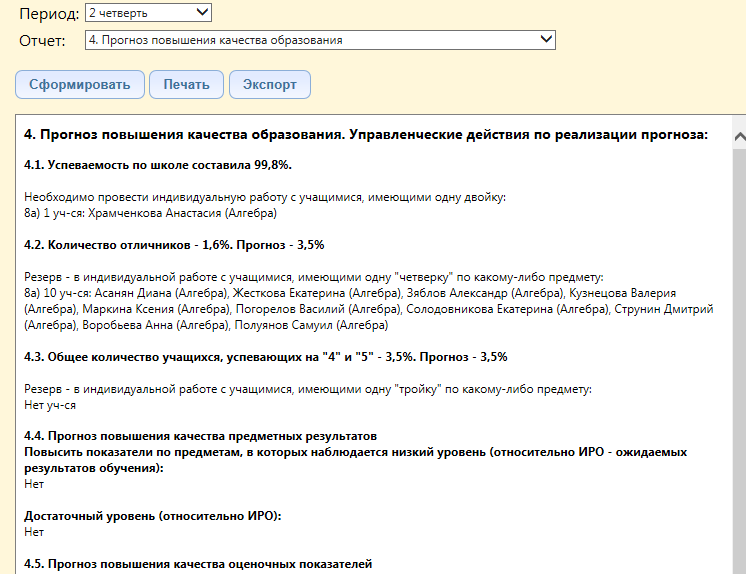 Период: 2 четверть
Отчет: 4. Прогноз повышения качества образования
Сформировать Печать Экспорт
4. Прогноз повышения качества образования. Управленческие действия по реализации прогноза:
4.1. Успеваемость по школе составила 99,8%.
Необходимо провести индивидуальную работу с учащимися, имеющими одну двойку:
8а) 1 уч-ся: Храмченкова Анастасия (Алгебра)
4.2. Количество отличников - 1,6%. Прогноз - 3,5%
Резерв - в индивидуальной работе с учащимися, имеющими одну "четверку" по какому-либо предмету:
8а) 10 уч-ся: Асанян Диана (Алгебра), Жесткова Екатерина (Алгебра), Зяблов Александр (Алгебра), Кузнецова Валерия
(Алгебра), Маркина Ксения (Алгебра), Погорелов Василий (Алгебра), Солодовникова Екатерина (Алгебра), Струнин Дмитрий
(Алгебра), Воробьева Анна (Алгебра), Полуянов Самуил (Алгебра)
4.3. Общее количество учащихся, успевающих на "4" и "5" - 3,5%. Прогноз - 3,5%
Резерв - в индивидуальной работе с учащимися, имеющими одну "тройку" по какому-либо предмету:
Нет уч-ся
4.4. Прогноз повышения качества предметных результатов
Повысить показатели по предметам, в которых наблюдается низкий уровень (относительно ИРО - ожидаемых
результатов обучения):
Нет
Достаточный уровень (относительно ИРО):
Нет
4.5. Прогноз повышения качества оценочных показателей